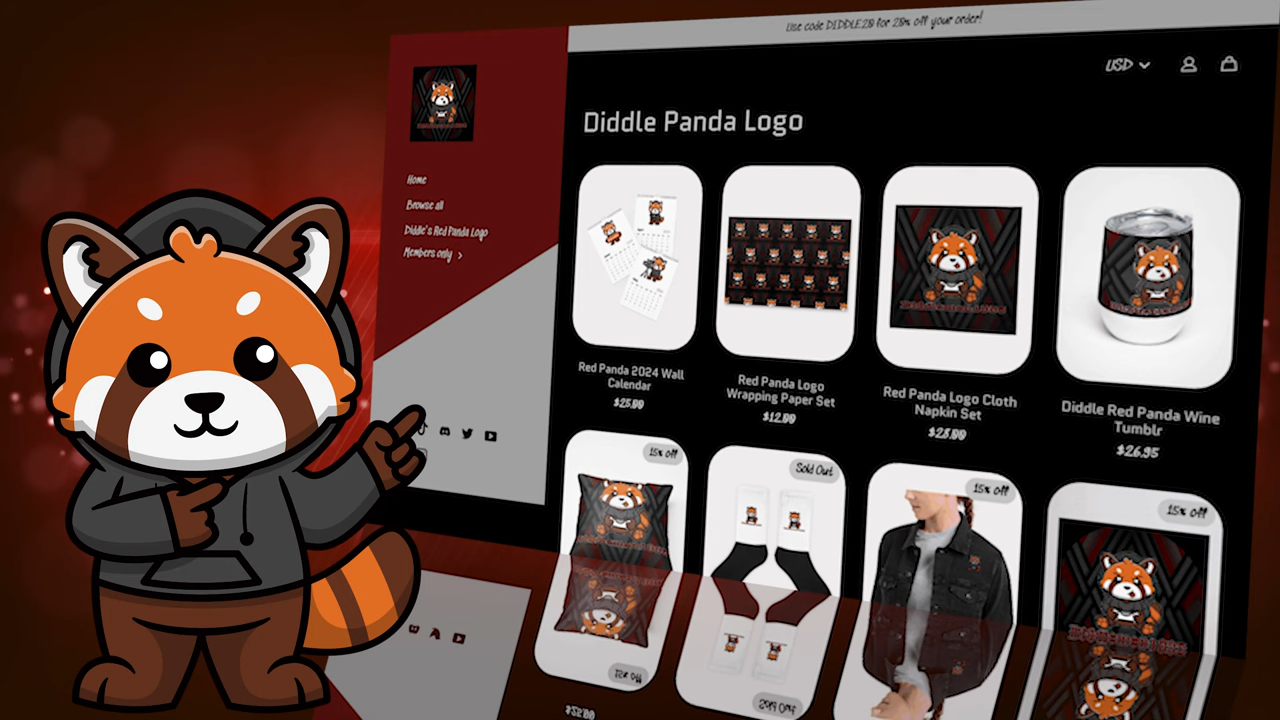 Use code DIDDLE20 for 20% off your order!
USD
Home
Browse all
Diddle's Red Panda Logo
Members only
Diddle Panda Logo
Red Panda 2024 Wall
Calendar
$25.00
Red Panda Logo
Wrapping Paper Set
$12.00
Red Panda Logo Cloth
Napkin Set
$28.00
Diddle Red Panda Wine
Tumblr
$26.95
15% off
Sold Out
15% off
15% off